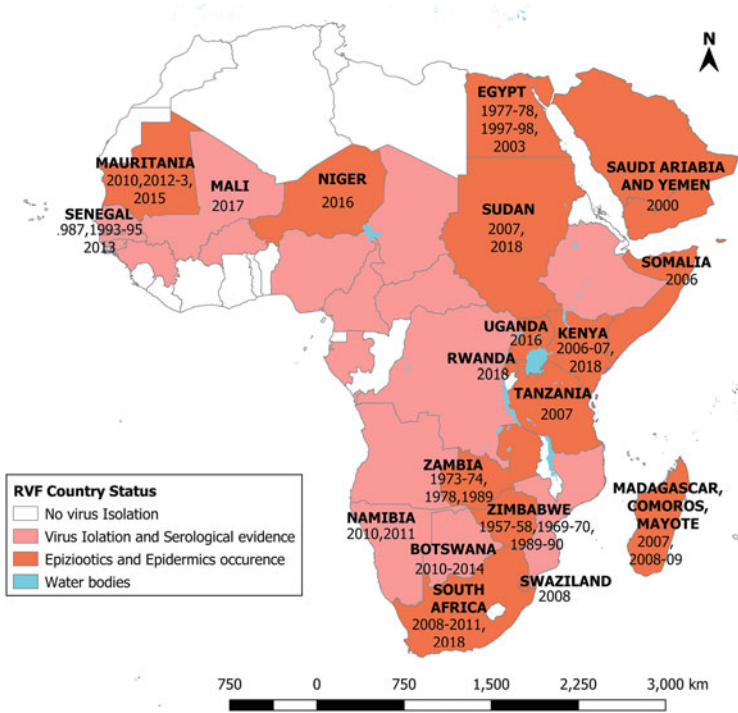 N
EGYPT
1977-78,
1997-98,
2003
MAURITANIA
2010,2012-3,
2015
MALI
2017
NIGER
2016
SAUDI ARIABIA
AND YEMEN
2000
SENEGAL
.987,1993-95
2013
SUDAN
2007,
2018
SOMALIA
2006
UGANDA
2016
KENYA
2006-07,
2018
RWANDA
2018
TANZANIA
2007
ZAMBIA
1973-74,
1978,1989
MADAGASCAR,
COMOROS,
MAYOTE
2007,
2008-09
NAMIBIA
2010,2011
ZIMBABWE
1957-58,1969-70,
1989-90
BOTSWANA
2010-2014
SWAZILAND
2008
SOUTH
AFRICA
2008-2011,
2018
RVF Country Status
No virus Isolation
Virus Iolation and Serological evidence
Epiziootics and Epidermics occurence
Water bodies
750 0 750 1,500 2,250 3,000 km